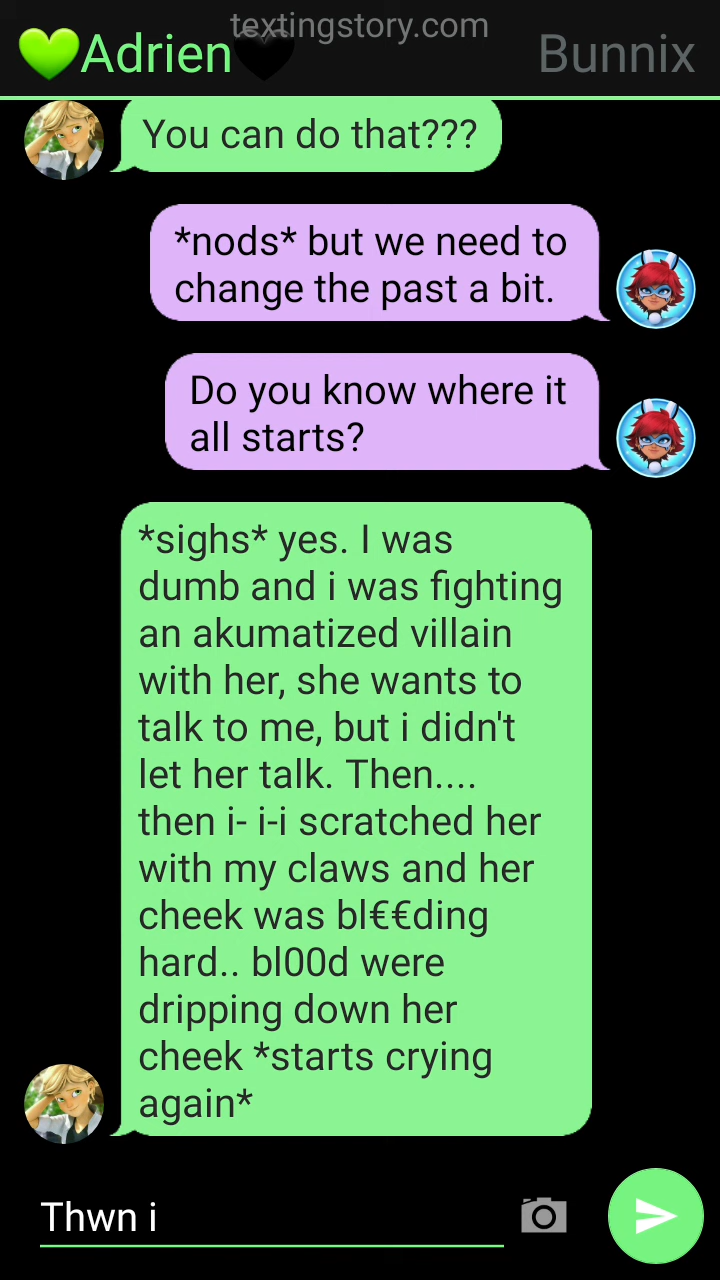 textingstory.com
💚Adrien🖤
Bunnix
You can do that???
*nods* but we need to
change the past a bit.
Do you know where it
all starts?
*sighs* yes. I was
dumb and i was fighting
an akumatized villain
with her, she wants to
talk to me, but i didn't
let her talk. Then....
then i- i-i scratched her
with my claws and her
cheek was bl€€ding
hard.. bl00d were
dripping down her
cheek *starts crying
again*
Thwn i